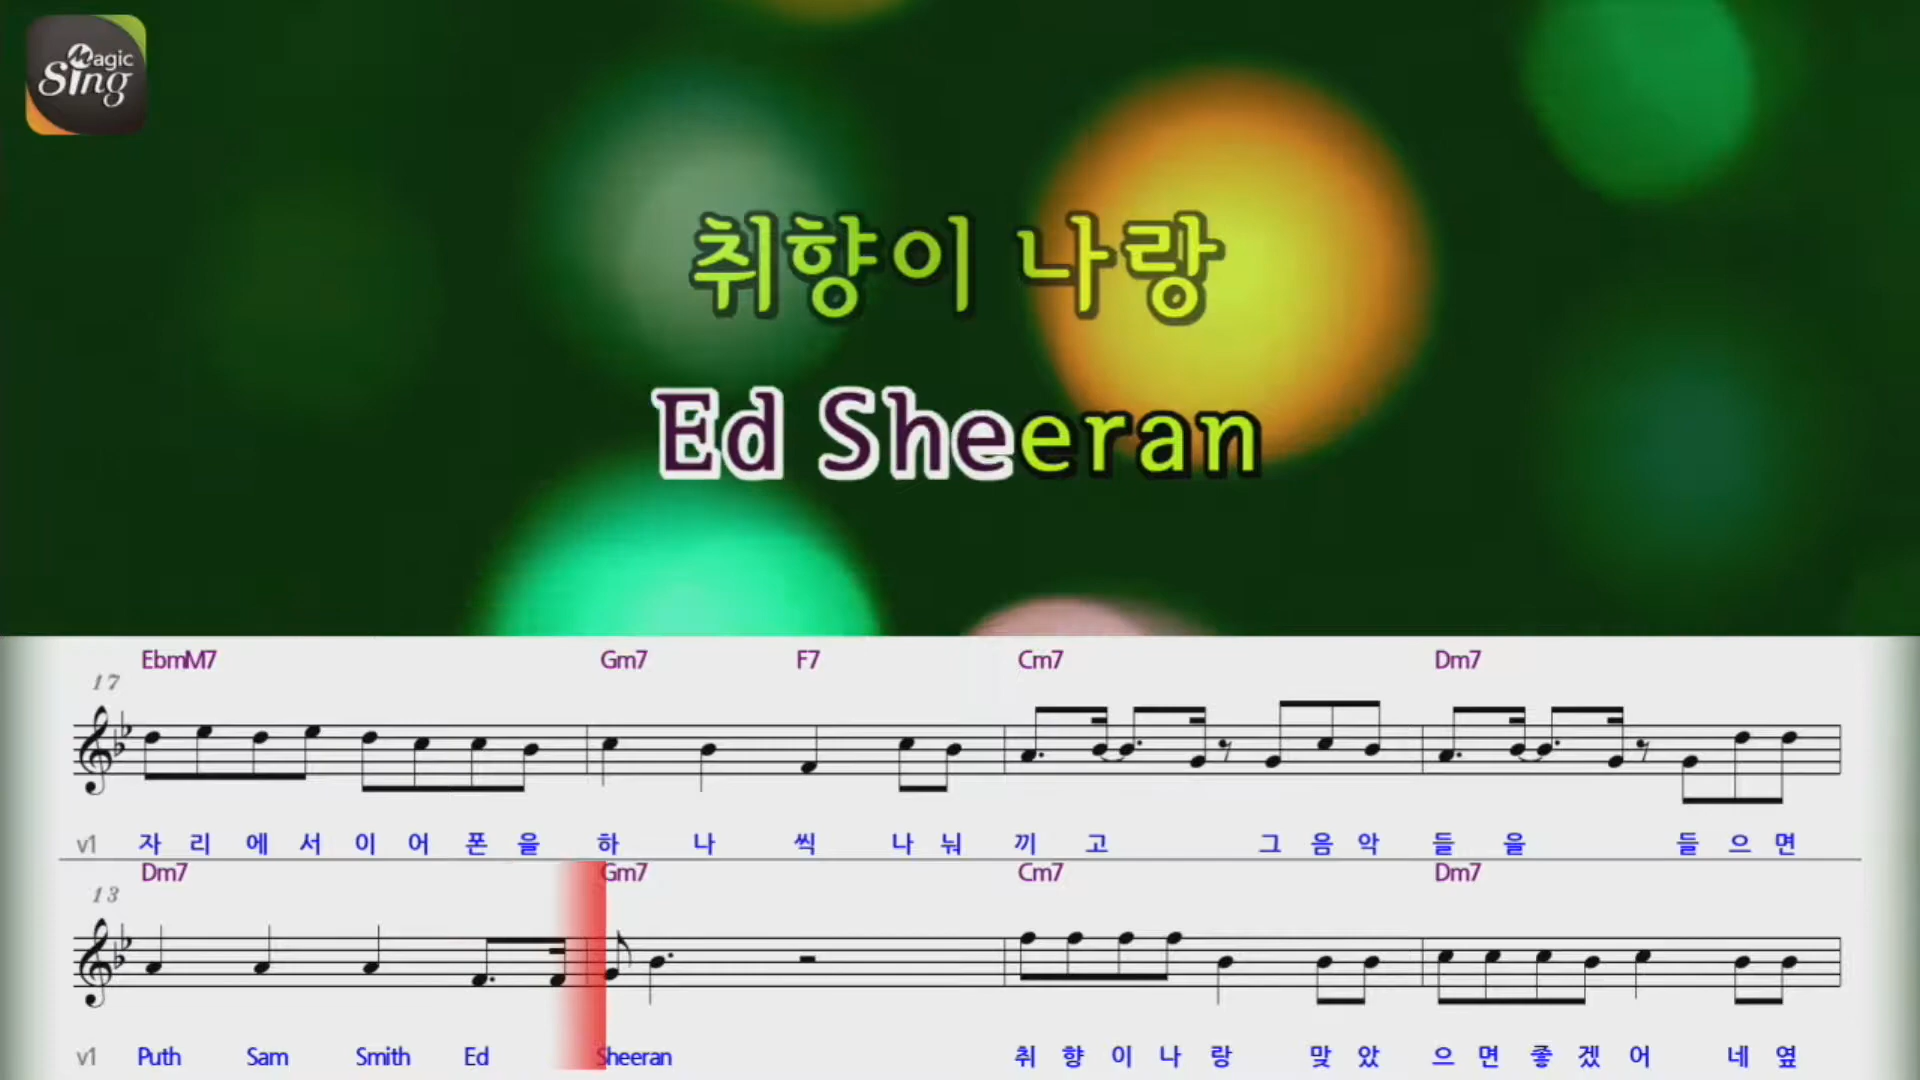 Magic
Sing
취향이 나랑
Ed Sheeran
EbmM7 Gm7 F7 Cm7 Dm7
17
v1 자 리 에 서 이 어 폰 을 하 나 씩 나 눠 끼 고 그 음 악 들 을 들 으 면
Dm7 Gm7 Cm7 Dm7
13
v1 Puth Sam Smith Ed Sheeran 취 향 이 나 랑 맞 았 으 면 좋 겠 어 네 옆